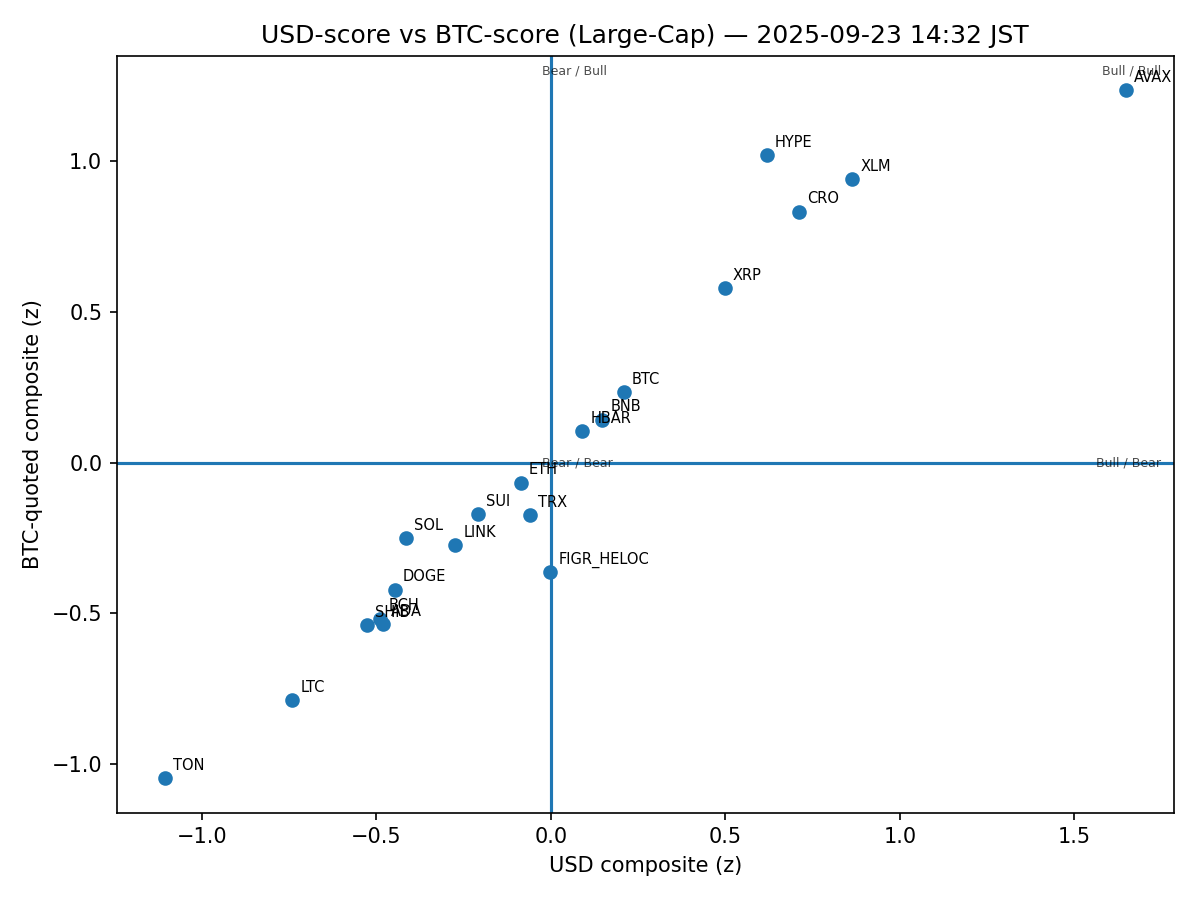 USD-score vs BTC-score (Large-Cap) — 2025-09-23 14:32 JST
Bear / Bull
Bull / Bull
AVAX
HYPE
XLM
CRO
XRP
BTC
BNB
HBAR
Bear / Bear
Bull / Bear
ETH
SUI
TRX
SOL
LINK
FIGR_HELOC
DOGE
BCH
SHIB
ADA
LTC
TON
1.0
0.5
0.0
−0.5
−1.0
BTC-quoted composite (z)
−1.0
−0.5
0.0
0.5
1.0
1.5
USD composite (z)